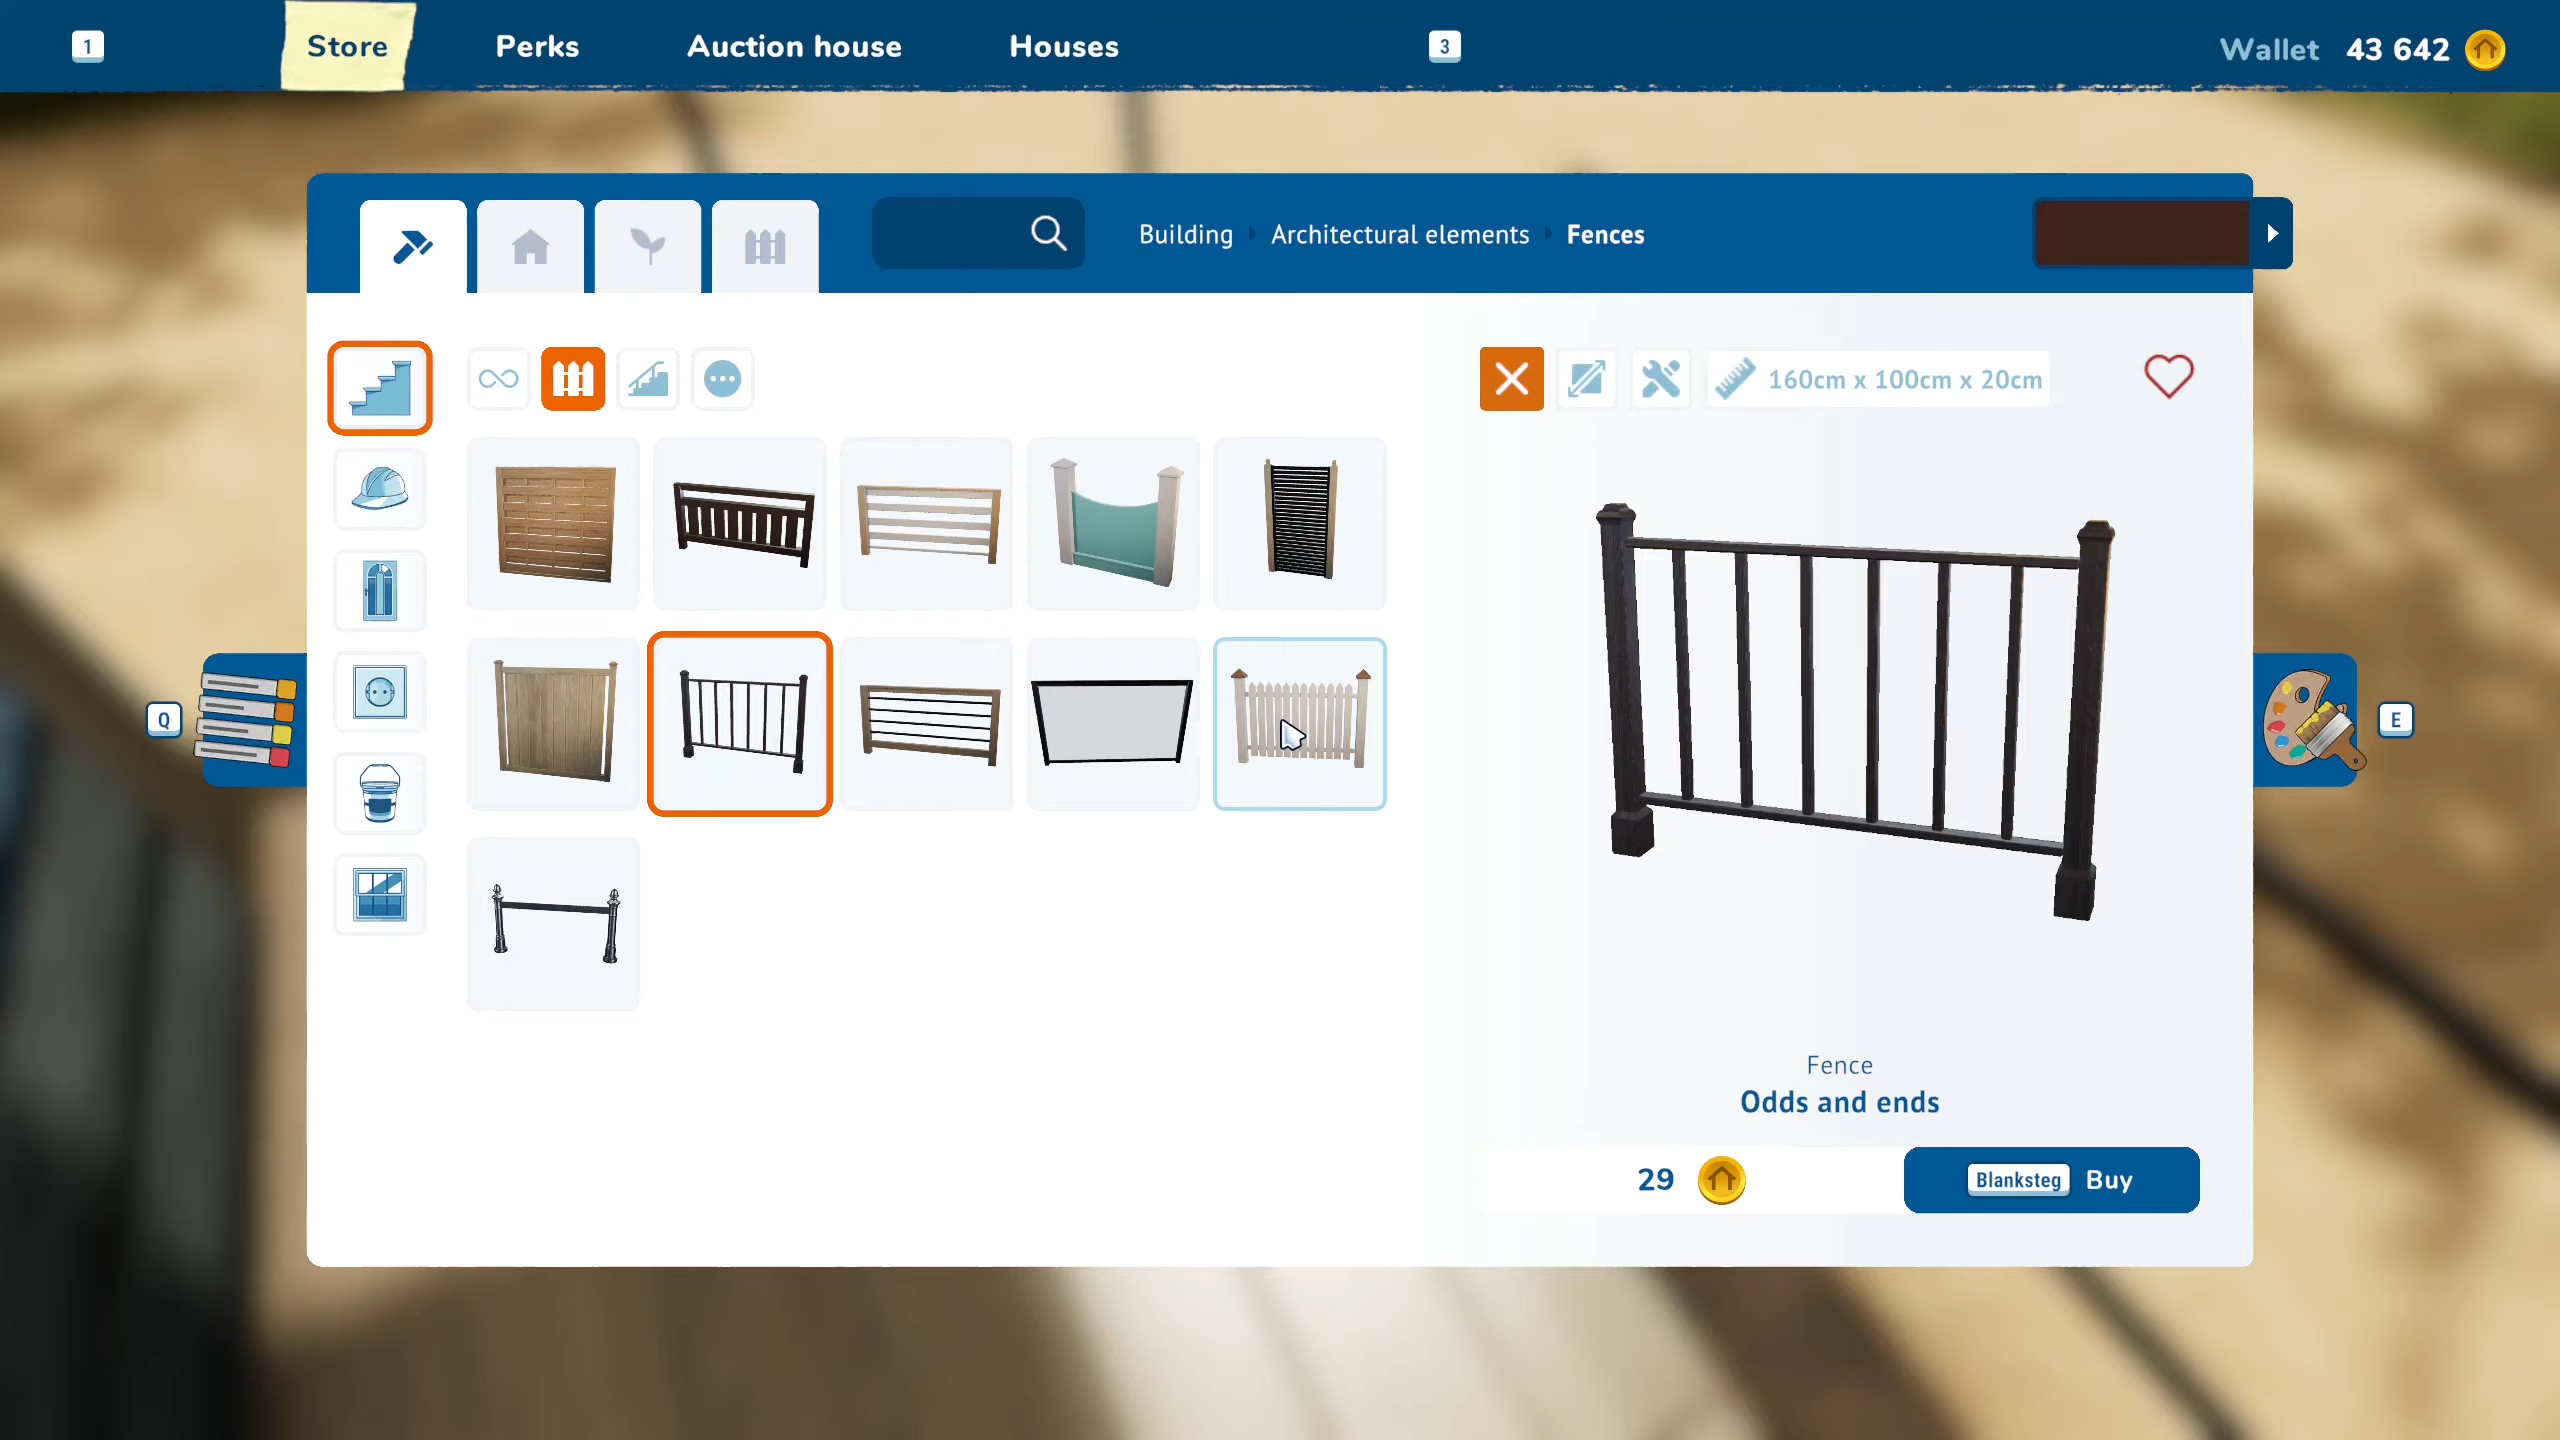 1
Store
Perks
Auction house
Houses
3
Wallet 43 642
Building
Architectural elements
Fences
160cm x 100cm x 20cm
Q
E
Fence
Odds and ends
29
Blanksteg Buy